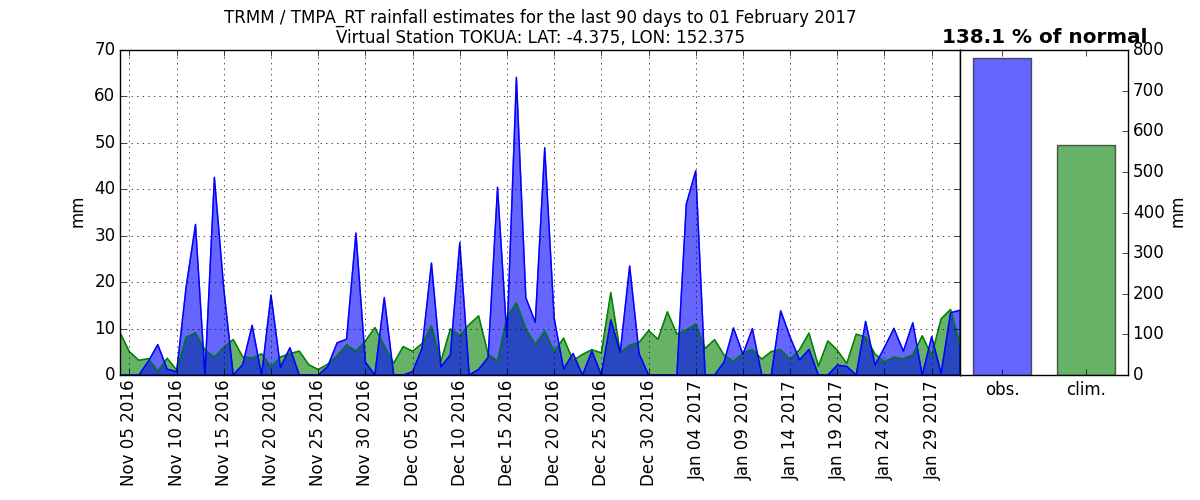 TRMM / TMPA_RT rainfall estimates for the last 90 days to 01 February 2017
Virtual Station TOKUA: LAT: -4.375, LON: 152.375
138.1 % of normal
70
60
50
40
30
20
10
0
mm
Nov 05 2016
Nov 10 2016
Nov 15 2016
Nov 20 2016
Nov 25 2016
Nov 30 2016
Dec 05 2016
Dec 10 2016
Dec 15 2016
Dec 20 2016
Dec 25 2016
Dec 30 2016
Jan 04 2017
Jan 09 2017
Jan 14 2017
Jan 19 2017
Jan 24 2017
Jan 29 2017
800
700
600
500
400
300
200
100
0
mm
obs.
clim.